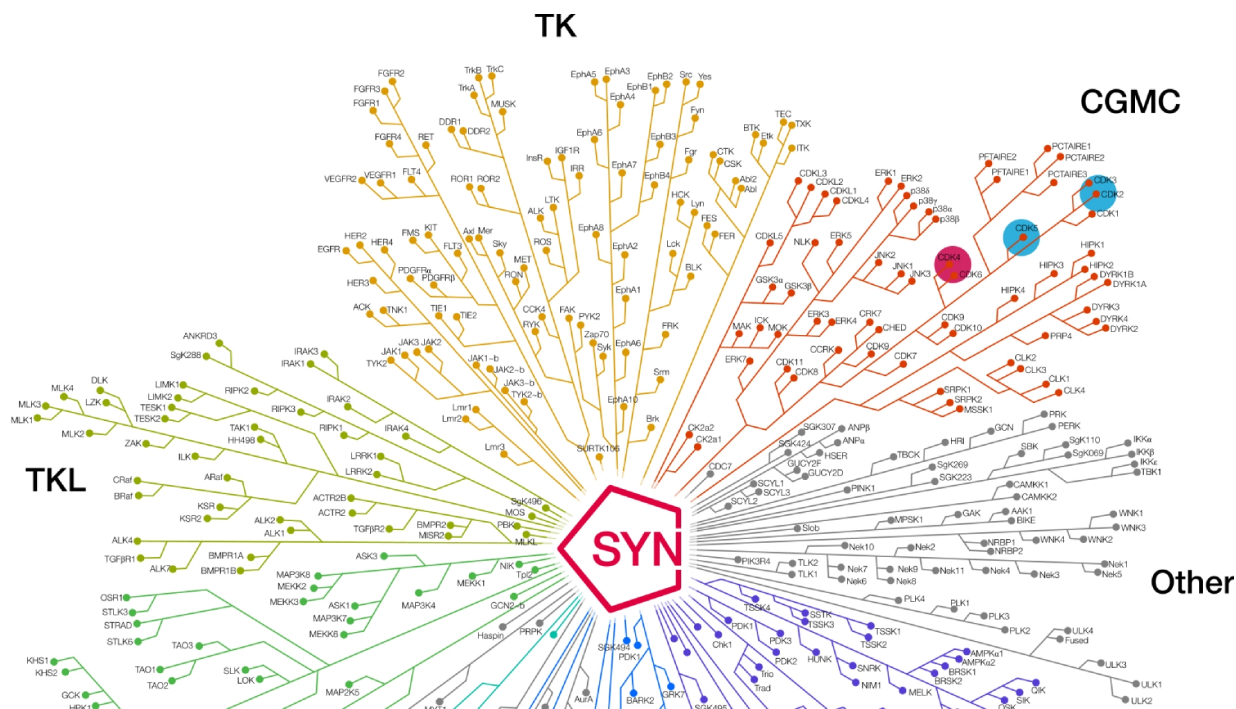 TK
CGMC
TKL
Other
SYN
FGFR2
FGFR3
FGFR1
FGFR4
RET
VEGFR2
VEGFR1
FLT4
TrkB
TrkC
TrkA
MUSK
DDR1
DDR2
ROR1
ROR2
InsR
IGF1R
IRR
LTK
ALK
ROS
HER2
EGFR
HER4
HER3
FMS
KIT
FLT3
Axl
Mer
Sky
MET
RON
PDGFRα
PDGFRβ
ACK
TNK1
TIE1
TIE2
CCK4
RYK
FAK
PYK2
Zap70
Syk
JAK3
JAK2
JAK1
TYK2
JAK1~b
JAK2~b
JAK3~b
TYK2~b
Lmr1
Lmr2
Lmr3
SURTK106
EphA5
EphA3
EphA4
EphB2
EphB1
EphA6
EphB3
EphA7
EphB4
EphA8
EphA2
EphA1
EphA6
EphA10
Src
Yes
Fyn
Fgr
HCK
Lyn
Lck
BLK
FRK
Srm
Brk
CTK
CSK
Abl2
Abl
FES
FER
TEC
TXK
BTK
Etk
ITK
CDKL3
CDKL2
CDKL1
CDKL4
CDKL5
ERK1
ERK2
p38δ
p38γ
p38α
p38β
NLK
ERK5
JNK2
JNK1
JNK3
GSK3α
GSK3β
MAK
ICK
MOK
ERK3
ERK4
ERK7
CDK11
CDK8
CCRK
CRK7
CHED
CDK9
CDK7
CDK9
CDK10
PFTAIRE2
PFTAIRE1
PCTAIRE1
PCTAIRE2
PCTAIRE3
CDK3
CDK2
CDK1
CDK5
CDK4
CDK6
HIPK1
HIPK2
HIPK3
HIPK4
DYRK1B
DYRK1A
DYRK3
DYRK4
DYRK2
PRP4
CLK2
CLK3
CLK1
CLK4
SRPK1
SRPK2
MSSK1
CK2a2
CK2a1
CDC7
SGK307
SGK424
ANPβ
ANPα
HSER
GUCY2F
GUCY2D
SCYL1
SCYL3
SCYL2
PRK
PERK
GCN
HRI
TBCK
PINK1
SgK269
SGK223
SBK
SgK110
SgK069
IKKα
IKKβ
IKKε
TBK1
CAMKK1
CAMKK2
Slob
MPSK1
GAK
AAK1
BIKE
WNK1
WNK3
WNK4
WNK2
NRBP1
NRBP2
PIK3R4
TLK2
TLK1
Nek10
Nek2
Nek7
Nek6
Nek9
Nek8
Nek11
Nek4
Nek3
Nek1
Nek5
PLK4
PLK1
PLK3
PLK2
ULK4
Fused
ULK3
ULK1
ULK2
ANKRD3
SgK288
IRAK3
IRAK1
DLK
MLK4
LZK
MLK3
MLK1
MLK2
LIMK1
LIMK2
TESK1
TESK2
RIPK2
RIPK3
IRAK2
RIPK1
IRAK4
TAK1
HH498
ZAK
ILK
LRRK1
LRRK2
CRaf
BRaf
ARaf
KSR
KSR2
ACTR2B
ACTR2
ALK2
ALK1
TGFβR2
BMPR2
MISR2
SgK496
MOS
PBK
MLKL
ALK4
TGFβR1
ALK7
BMPR1A
BMPR1B
ASK3
MAP3K8
MEKK2
MEKK3
ASK1
MAP3K7
MEKK6
MAP3K4
MEKK1
NIK
Tpl2
GCN2~b
OSR1
STLK3
STRAD
STLK6
TAO3
TAO1
TAO2
SLK
LOK
KHS1
KHS2
GCK
HPK1
MAP2K5
Haspin
PRPK
MYT1
AurA
SGK494
PDK1
BARK2
GRK7
Chk1
PDK1
PDK3
PDK2
Trio
Trad
SGK495
TSSK4
SSTK
TSSK3
TSSK1
TSSK2
HUNK
SNRK
NIM1
MELK
AMPKα1
AMPKα2
BRSK1
BRSK2
QIK
SIK
QSK